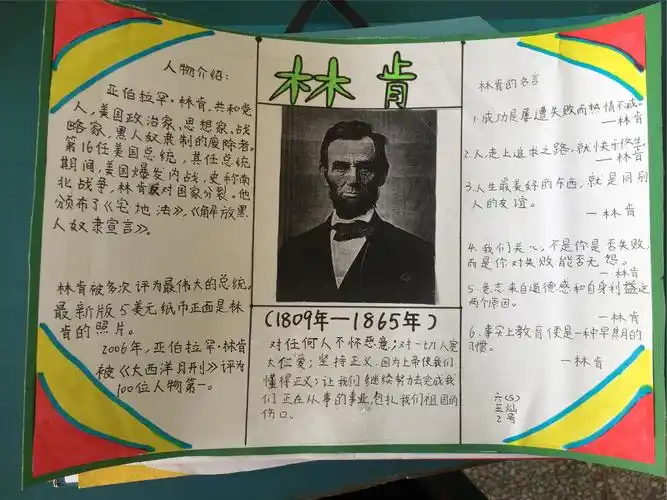 人物介绍:
亚伯拉罕·林肯,共和党
人,美国政治家、思想家、战
略家,黑人奴隶制的废除者。
第16任美国总统,其任总统
期间,美国爆发内战,史称南
北战争,林肯反对国家分裂。他
颁布了《宅地法》,《解放黑
人奴隶宣言》。
林肯被多次评为最伟大的总统。
最新版5美元纸币正面是林
肯的照片。
2006年,亚伯拉罕·林肯
被《大西洋月刊》评为
100位人物第一。
林肯
(1809年—1865年)
对任何人不怀恶意;对一切人宽
大仁爱;坚持正义,因为上帝使我们
懂得正义;让我们继续努力去完成我
们正在从事的事业,包扎我们祖国的
伤口。
林肯的名言
1.成功是屡遭失败而热情不减。
—林肯
2.人走上追求之路,就快乐
—林肯
3.人生最美好的东西,就是同别
人的友谊。
—林肯
4.我们关心,不是你是否失败,
而是你对失败能否无怨。
—林肯
5.意志来自道德感和自身利益这
两个原因。
—林肯
6.事实上教育便是一种早期的
习惯。
—林肯
六(5)
王灿
2号